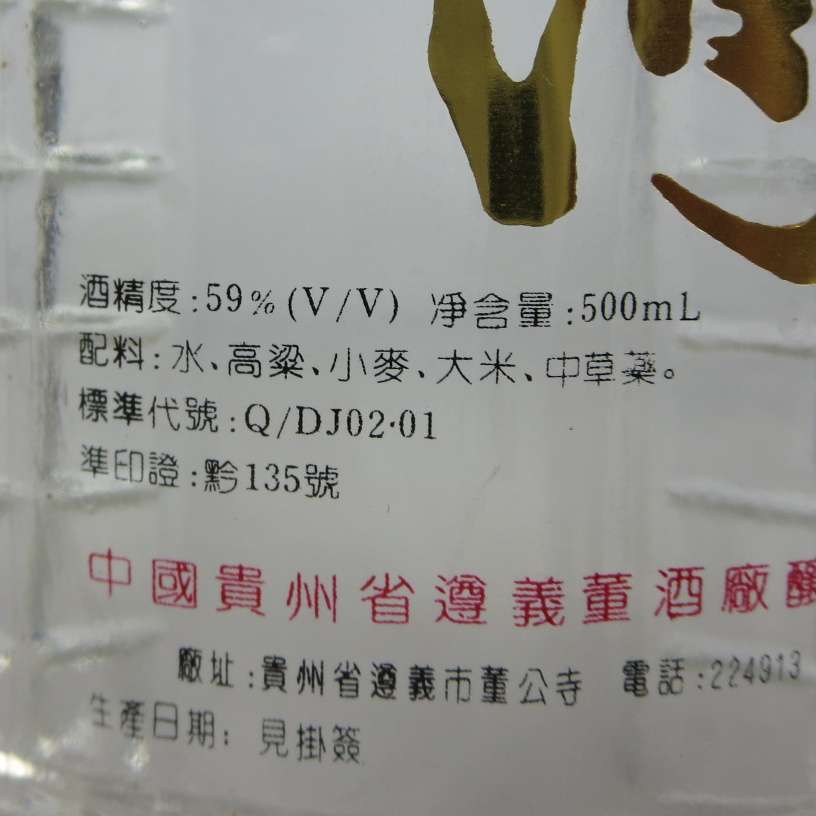 酒精度:59%(V/V) 净含量:500mL
配料:水、高粱、小麥、大米、中草藥。
標準代號:Q/DJ02·01
準印證:黔135號
中國貴州省遵義董酒廠釀
廠址:貴州省遵義市董公寺 電話:224913
生產日期: 見掛簽